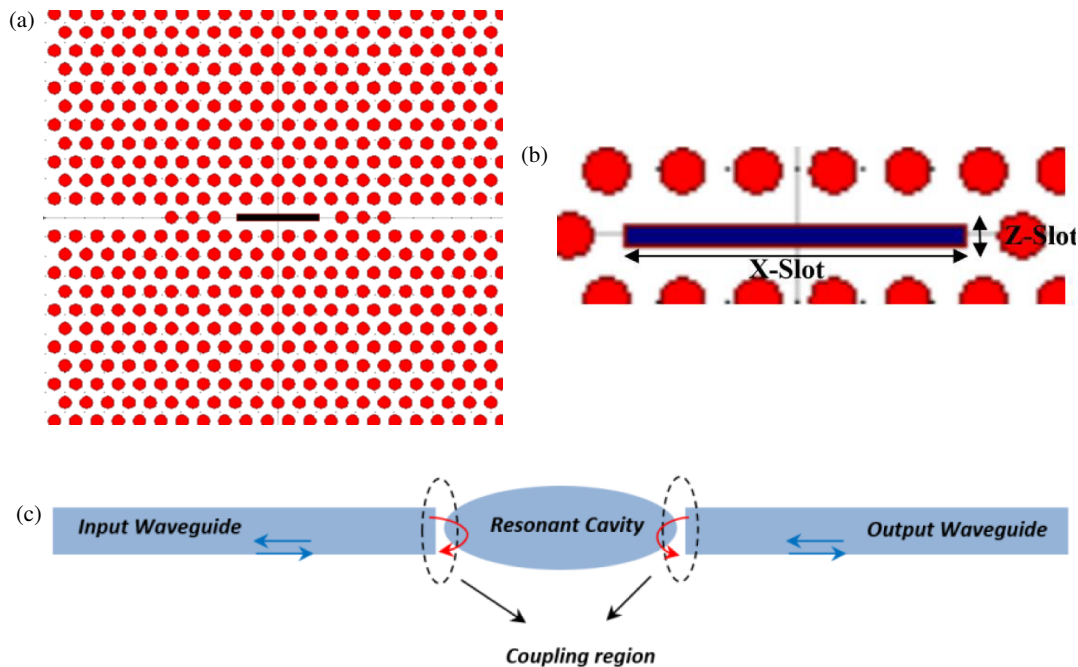 (a)
(b)
Z-Slot
X-Slot
(c)
Input Waveguide
Resonant Cavity
Output Waveguide
Coupling region